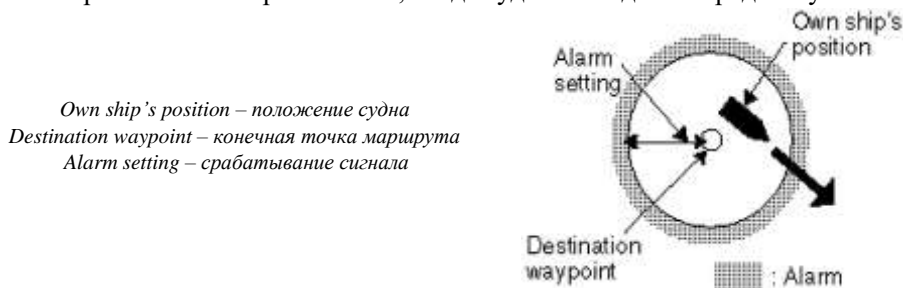 Own ship's
position
Alarm
setting
Own ship’s position – положение судна
Destination waypoint – конечная точка маршрута
Alarm setting – срабатывание сигнала
Destination
waypoint
: Alarm